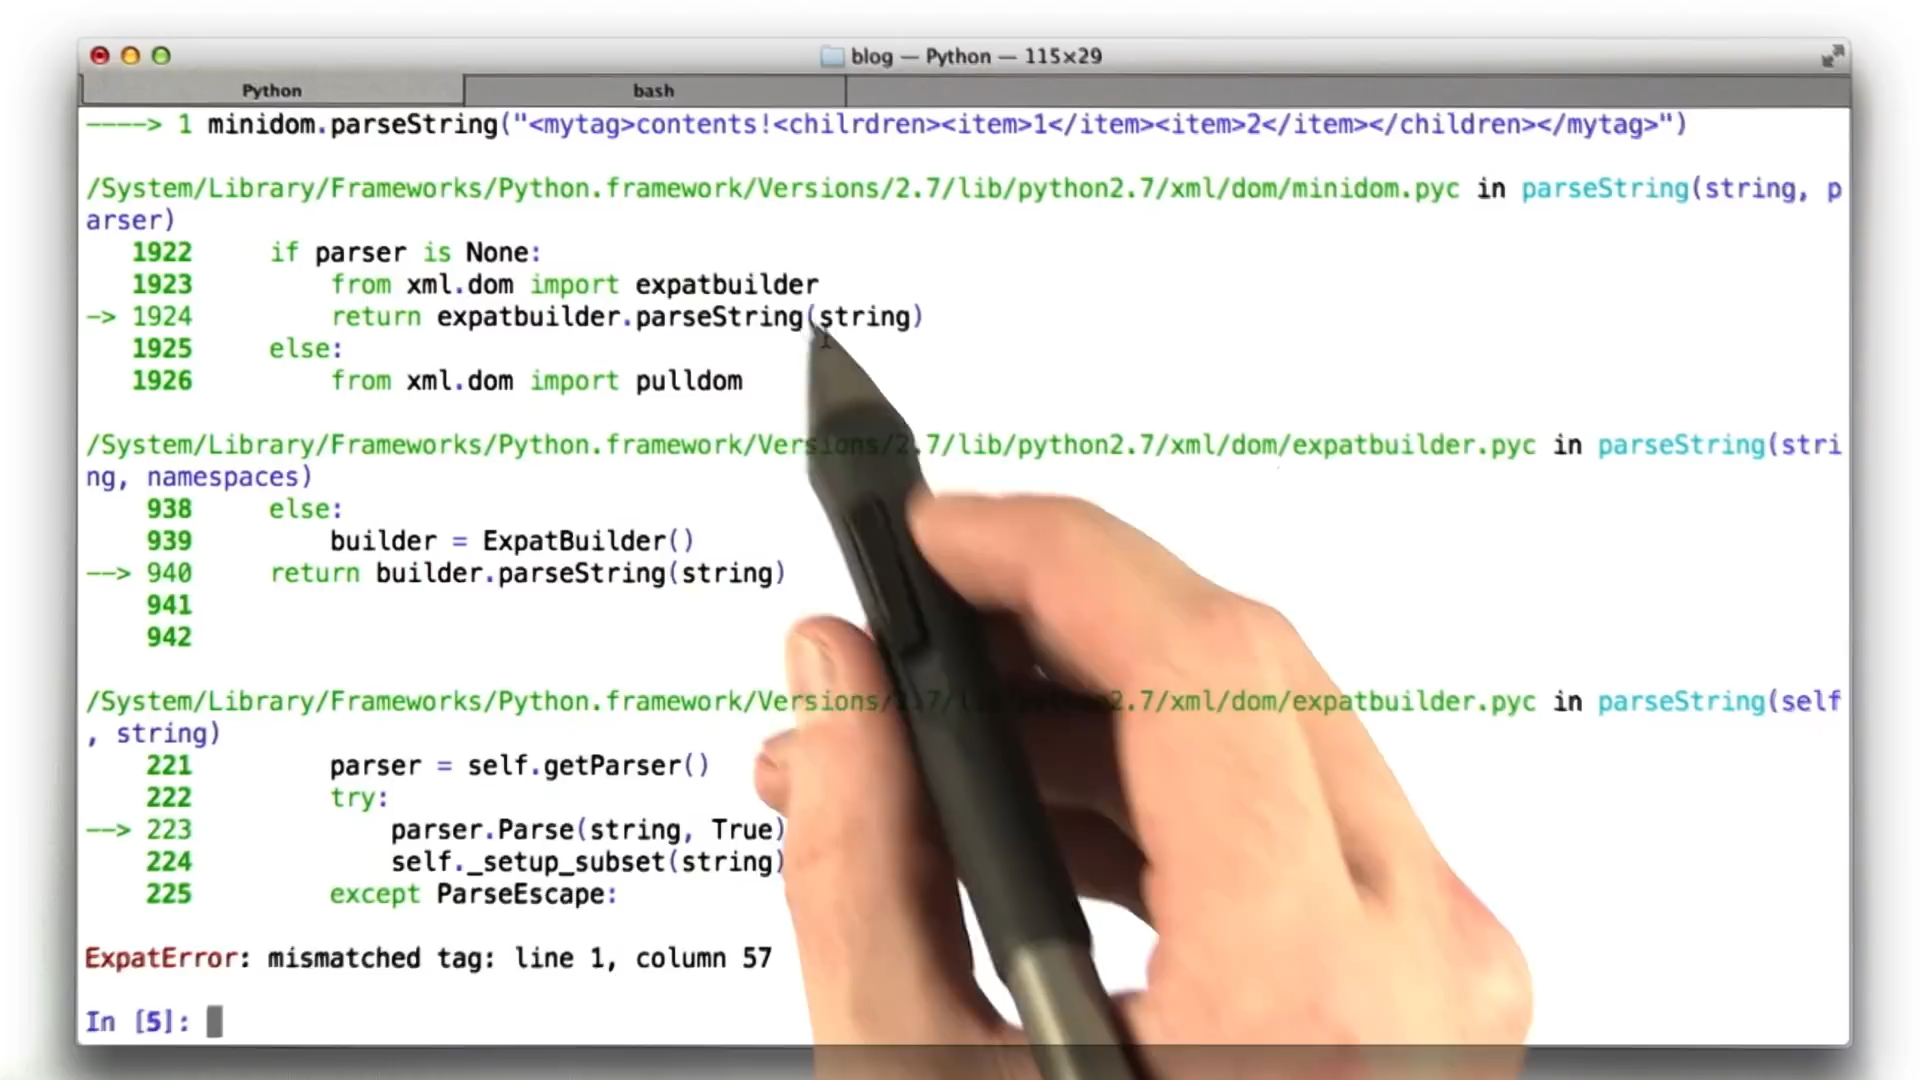 blog — Python — 115×29
Python
bash
----> 1 minidom.parseString("<mytag>contents!<chilrdren><item>1</item><item>2</item></children></mytag>")
/System/Library/Frameworks/Python.framework/Versions/2.7/lib/python2.7/xml/dom/minidom.pyc in parseString(string, p
arser)
1922 if parser is None:
1923 from xml.dom import expatbuilder
-> 1924 return expatbuilder.parseString(string)
1925 else:
1926 from xml.dom import pulldom
/System/Library/Frameworks/Python.framework/Versions/2.7/lib/python2.7/xml/dom/expatbuilder.pyc in parseString(stri
ng, namespaces)
938 else:
939 builder = ExpatBuilder()
--> 940 return builder.parseString(string)
941
942
/System/Library/Frameworks/Python.framework/Versions/2.7/lib/python2.7/xml/dom/expatbuilder.pyc in parseString(self
, string)
221 parser = self.getParser()
222 try:
--> 223 parser.Parse(string, True)
224 self._setup_subset(string)
225 except ParseEscape:
ExpatError: mismatched tag: line 1, column 57
In [5]: